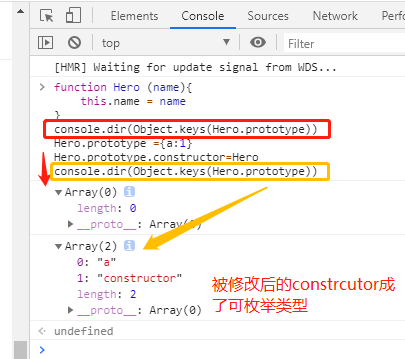 Elements
Console
Sources
Network
top
Filter
[HMR] Waiting for update signal from WDS...
> function Hero (name){
this.name = name
}
console.dir(Object.keys(Hero.prototype))
Hero.prototype ={a:1}
Hero.prototype.constructor=Hero
console.dir(Object.keys(Hero.prototype))
▼Array(0) i
length: 0
▶__proto__: Array(0)
▼Array(2) i
0: "a"
1: "constructor"
length: 2
▶__proto__: Array(0)
被修改后的constrcutor成
了可枚举类型
undefined